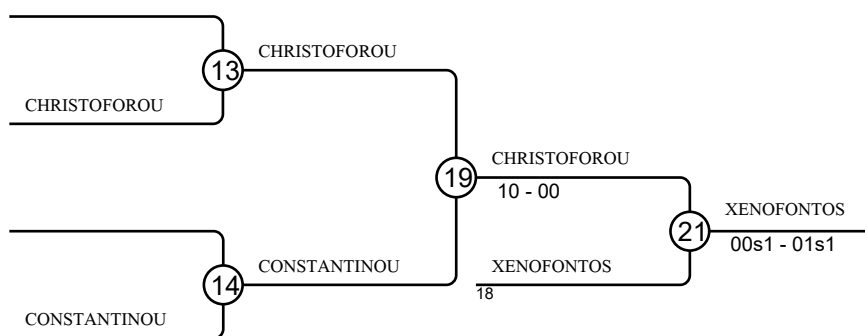 CHRISTOFOROU
13
CHRISTOFOROU
CHRISTOFOROU
19
10 - 00
XENOFONTOS
21
00s1 - 01s1
XENOFONTOS
18
CONSTANTINOU
14
CONSTANTINOU